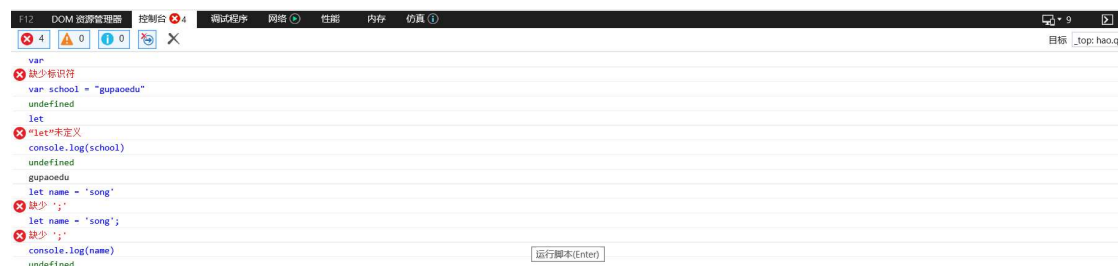 F12 DOM 资源管理器 控制台 4 调试程序 网络 性能 内存 仿真 9
4 0 0 目标 _top: hao.q
var
缺少标识符
var school = "gupaoedu"
undefined
let
“let”未定义
console.log(school)
undefined
gupaoedu
let name = 'song'
缺少 ';'
let name = 'song';
缺少 ';'
console.log(name)
运行脚本(Enter)
undefined